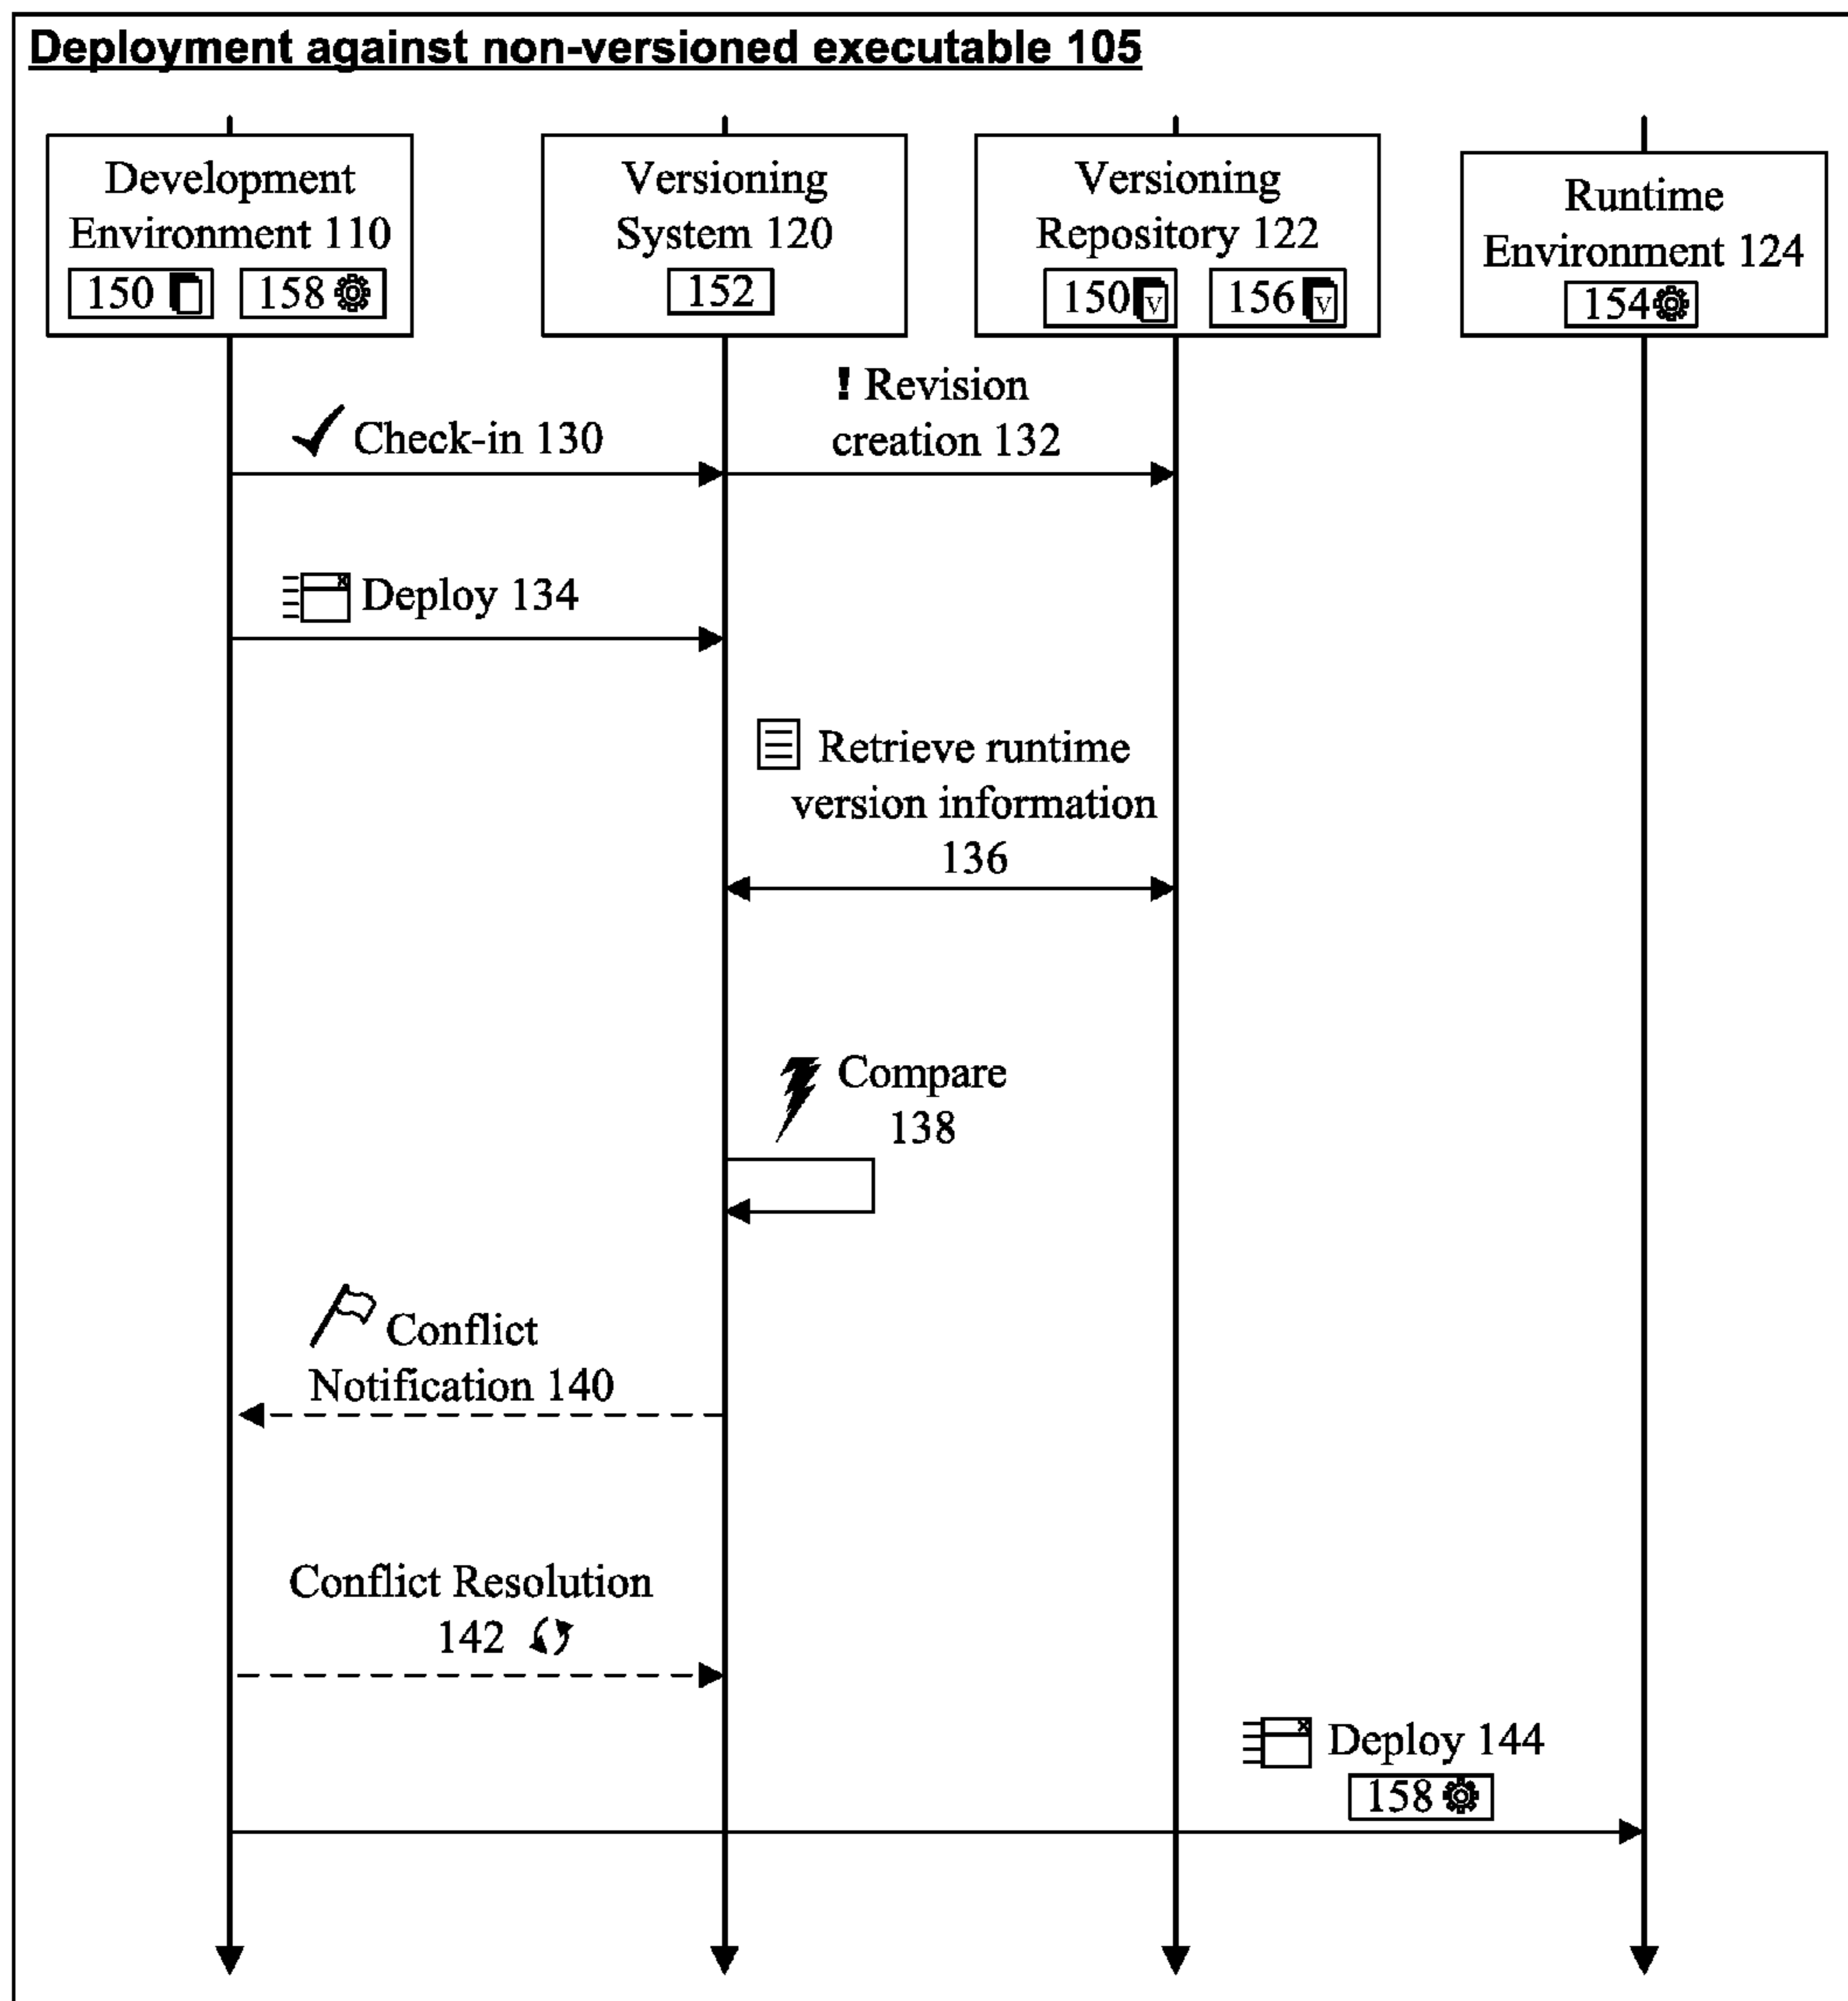 Deployment against non-versioned executable 105
Development
Environment 110
150
158
Versioning
System 120
152
Versioning
Repository 122
150 V
156 V
Runtime
Environment 124
154
Check-in 130
! Revision
creation 132
Deploy 134
Retrieve runtime
version information
136
Compare
138
Conflict
Notification 140
Conflict Resolution
142
Deploy 144
158